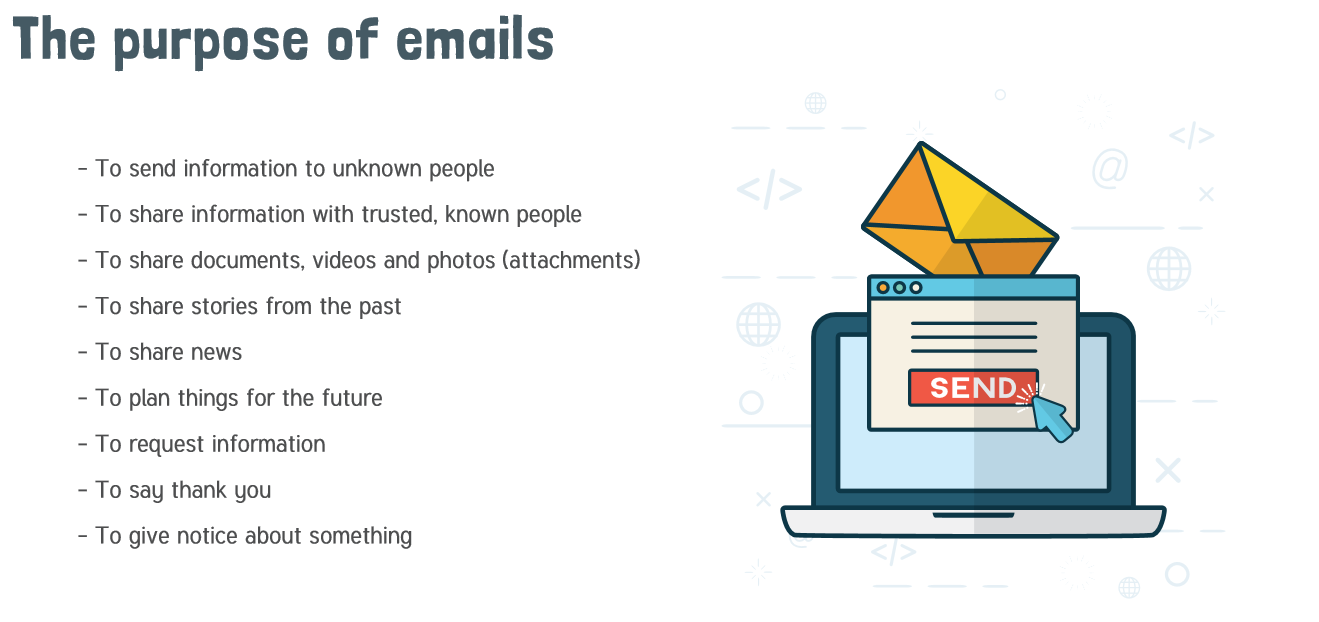 The purpose of emails
- To send information to unknown people
- To share information with trusted, known people
- To share documents, videos and photos (attachments)
- To share stories from the past
- To share news
- To plan things for the future
- To request information
- To say thank you
- To give notice about something
</>
@
</>
SEND
@
</>